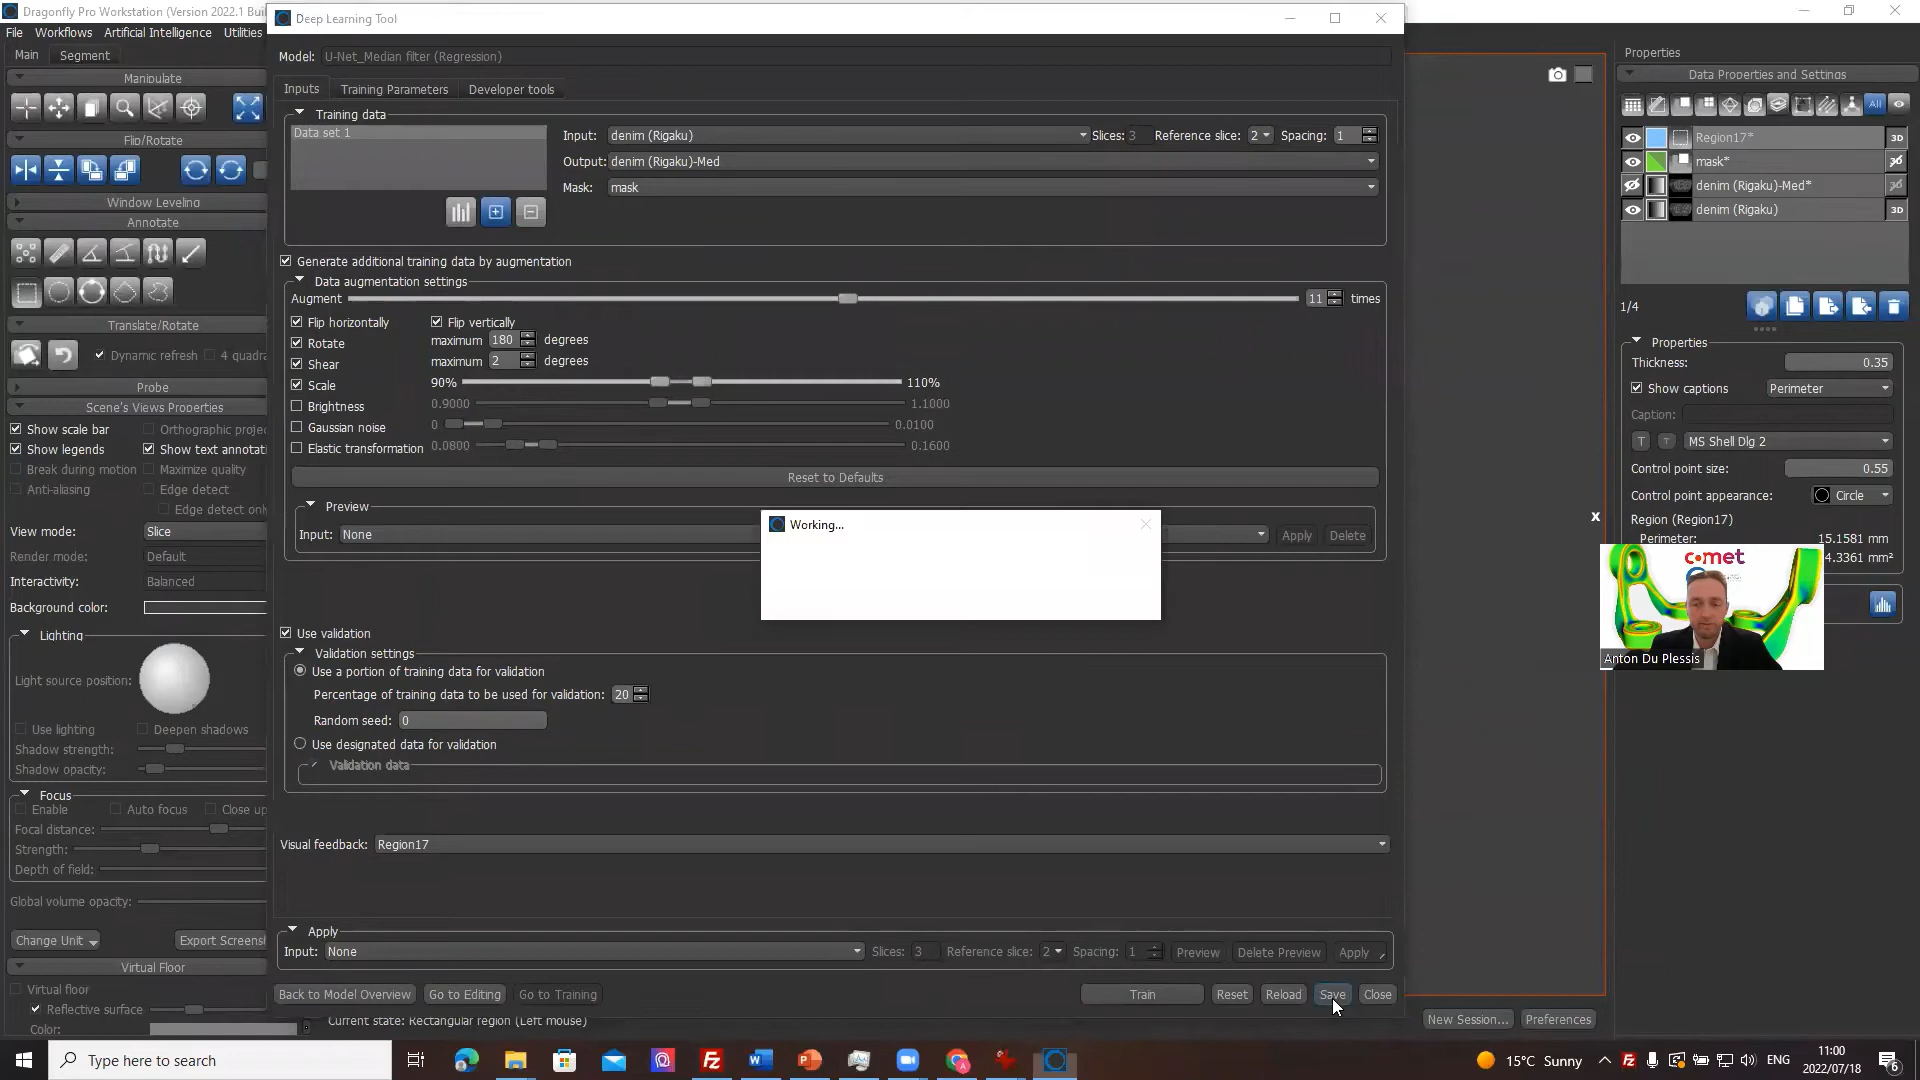 Dragonfly Pro Workstation (Version 2022.1 Buil
Deep Learning Tool
File Workflows Artificial Intelligence Utilities
Main Segment
Manipulate
Flip/Rotate
Window Leveling
Annotate
Translate/Rotate
Dynamic refresh 4 quadra
Probe
Scene's Views Properties
Show scale bar Orthographic projec
Show legends Show text annotat
Break during motion Maximize quality
Anti-aliasing Edge detect
Edge detect only
View mode: Slice
Render mode: Default
Interactivity: Balanced
Background color:
Lighting
Light source position:
Use lighting Deepen shadows
Shadow strength:
Shadow opacity:
Focus
Enable Auto focus Close up
Focal distance:
Strength:
Depth of field:
Global volume opacity:
Change Unit Export Screensh
Virtual Floor
Virtual floor
Reflective surface
Color:
Model: U-Net_Median filter (Regression)
Inputs Training Parameters Developer tools
Training data
Data set 1
Input: denim (Rigaku) Slices: 3 Reference slice: 2 Spacing: 1
Output: denim (Rigaku)-Med
Mask: mask
Generate additional training data by augmentation
Data augmentation settings
Augment 11 times
Flip horizontally Flip vertically
Rotate maximum 180 degrees
Shear maximum 2 degrees
Scale 90% 110%
Brightness 0.9000 1.1000
Gaussian noise 0 0.0100
Elastic transformation 0.0800 0.1600
Reset to Defaults
Preview
Input: None Apply Delete
Working...
Use validation
Validation settings
Use a portion of training data for validation
Percentage of training data to be used for validation: 20
Random seed: 0
Use designated data for validation
Validation data
Visual feedback: Region17
Apply
Input: None Slices: 3 Reference slice: 2 Spacing: 1 Preview Delete Preview Apply
Back to Model Overview Go to Editing Go to Training Train Reset Reload Save Close
Current state: Rectangular region (Left mouse)
New Session... Preferences
Properties
Data Properties and Settings
All
Region17* 3D
mask*
denim (Rigaku)-Med*
denim (Rigaku) 3D
1/4
Properties
Thickness: 0.35
Show captions Perimeter
Caption:
T T MS Shell Dlg 2
Control point size: 0.55
Control point appearance: Circle
Region (Region17)
Perimeter: 15.1581 mm
4.3361 mm²
x
comet
Anton Du Plessis
Type here to search
15°C Sunny ENG 11:00
2022/07/18
6